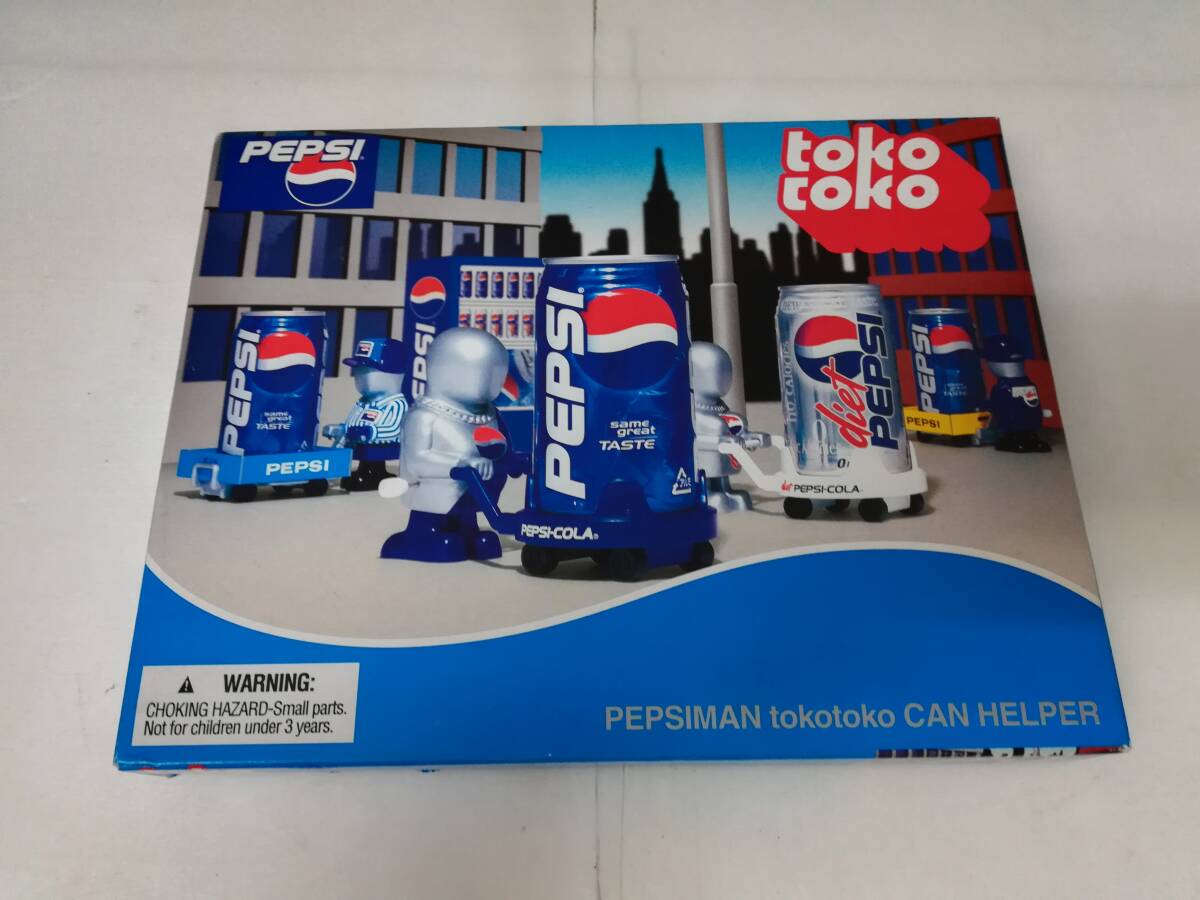 PEPSI
toko
toko
PEPSI
PEPSI
same
great
TASTE
PEPSI
PEPSI
same
great
TASTE
PEPSI-COLA
no calories
diet
PEPSI
PEPSI-COLA
PEPSI
PEPSI
WARNING:
CHOKING HAZARD-Small parts.
Not for children under 3 years.
PEPSIMAN tokotoko CAN HELPER